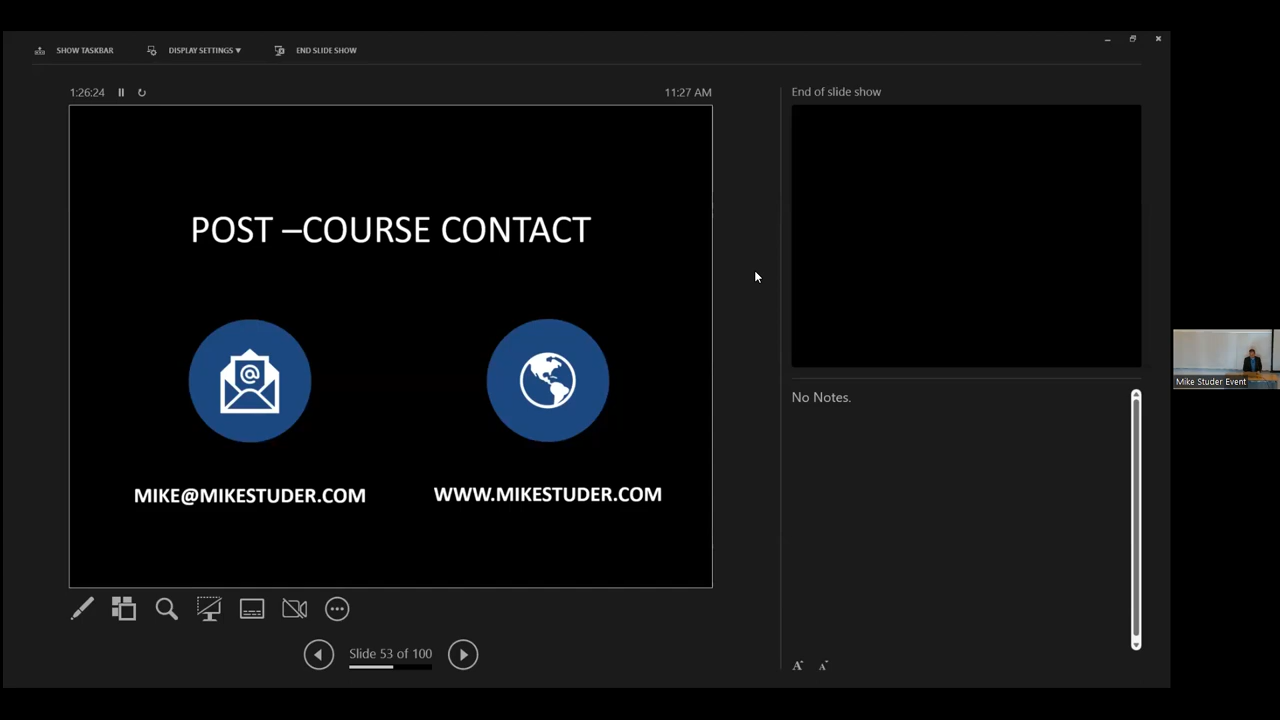 SHOW TASKBAR
DISPLAY SETTINGS ▾
END SLIDE SHOW
1:26:24
11:27 AM
End of slide show
POST –COURSE CONTACT
@
MIKE@MIKESTUDER.COM
WWW.MIKESTUDER.COM
No Notes.
Mike Studer Event
Slide 53 of 100
A A